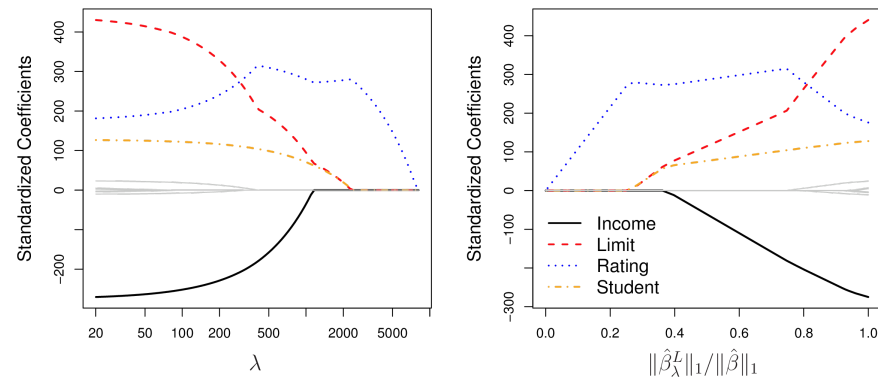 Standardized Coefficients
400
300
200
100
0
−200
20 50 100 200 500 2000 5000
λ
Standardized Coefficients
400
300
200
100
0
−100
−300
Income
Limit
Rating
Student
0.0 0.2 0.4 0.6 0.8 1.0
‖β̂λᴸ‖₁/‖β̂‖₁